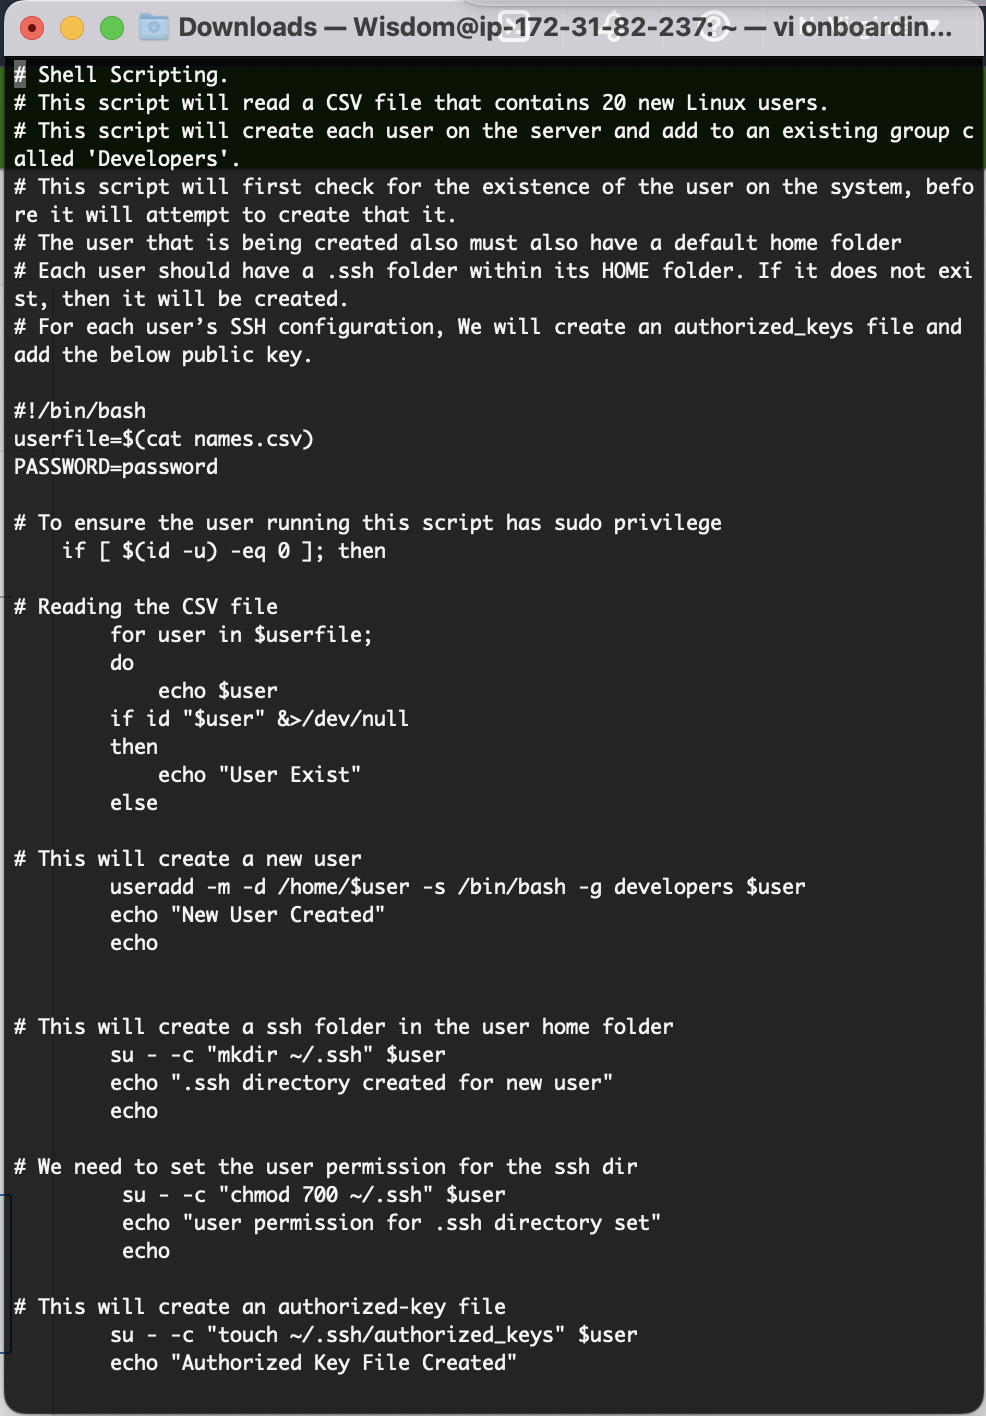 Downloads — Wisdom@ip-172-31-82-237: ~ — vi onboardin...
# Shell Scripting.
# This script will read a CSV file that contains 20 new Linux users.
# This script will create each user on the server and add to an existing group c
alled 'Developers'.
# This script will first check for the existence of the user on the system, befo
re it will attempt to create that it.
# The user that is being created also must also have a default home folder
# Each user should have a .ssh folder within its HOME folder. If it does not exi
st, then it will be created.
# For each user’s SSH configuration, We will create an authorized_keys file and
add the below public key.

#!/bin/bash
userfile=$(cat names.csv)
PASSWORD=password

# To ensure the user running this script has sudo privilege
    if [ $(id -u) -eq 0 ]; then

# Reading the CSV file
        for user in $userfile;
        do
            echo $user
        if id "$user" &>/dev/null
        then
            echo "User Exist"
        else

# This will create a new user
        useradd -m -d /home/$user -s /bin/bash -g developers $user
        echo "New User Created"
        echo


# This will create a ssh folder in the user home folder
        su - -c "mkdir ~/.ssh" $user
        echo ".ssh directory created for new user"
        echo

# We need to set the user permission for the ssh dir
         su - -c "chmod 700 ~/.ssh" $user
         echo "user permission for .ssh directory set"
         echo

# This will create an authorized-key file
        su - -c "touch ~/.ssh/authorized_keys" $user
        echo "Authorized Key File Created"